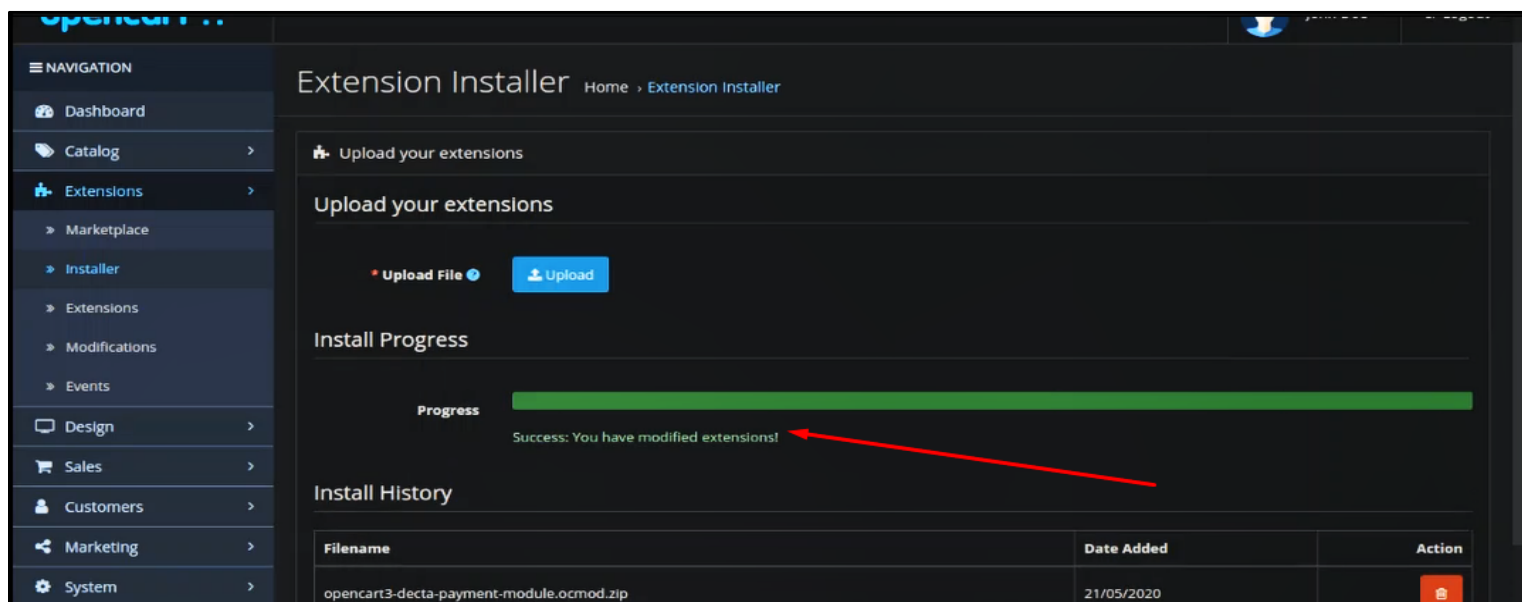 opencart
NAVIGATION
Dashboard
Catalog
Extensions
Marketplace
Installer
Extensions
Modifications
Events
Design
Sales
Customers
Marketing
System
Extension Installer Home › Extension Installer
Upload your extensions
Upload your extensions
* Upload File Upload
Install Progress
Progress
Success: You have modified extensions!
Install History
Filename Date Added Action
opencart3-decta-payment-module.ocmod.zip 21/05/2020